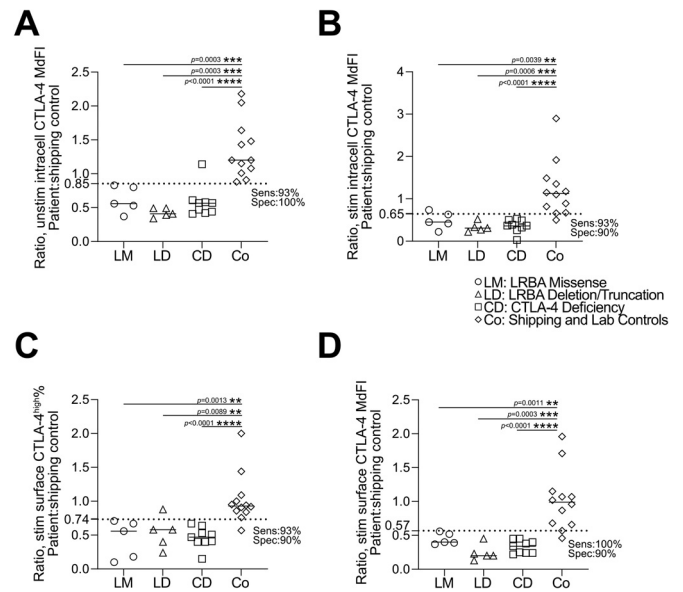 A
Ratio, unstim intracell CTLA-4 MdFI
Patient:shipping control
p=0.0003 ***
p=0.0003 ***
p<0.0001 ****
2.5
2.0
1.5
1.0
0.85
0.5
0.0
Sens:93%
Spec:100%
LM LD CD Co
B
Ratio, stim intracell CTLA-4 MdFI
Patient:shipping control
p=0.0039 **
p=0.0006 ***
p<0.0001 ****
4
3
2
1
0.65
0
Sens:93%
Spec:90%
LM LD CD Co
LM: LRBA Missense
LD: LRBA Deletion/Truncation
CD: CTLA-4 Deficiency
Co: Shipping and Lab Controls
C
Ratio, stim surface CTLA-4high%
Patient:shipping control
p=0.0013 **
p=0.0089 **
p<0.0001 ****
2.5
2.0
1.5
1.0
0.74
0.5
0.0
Sens:93%
Spec:90%
LM LD CD Co
D
Ratio, stim surface CTLA-4 MdFI
Patient:shipping control
p=0.0011 **
p=0.0003 ***
p<0.0001 ****
2.5
2.0
1.5
1.0
0.57
0.5
0.0
Sens:100%
Spec:90%
LM LD CD Co